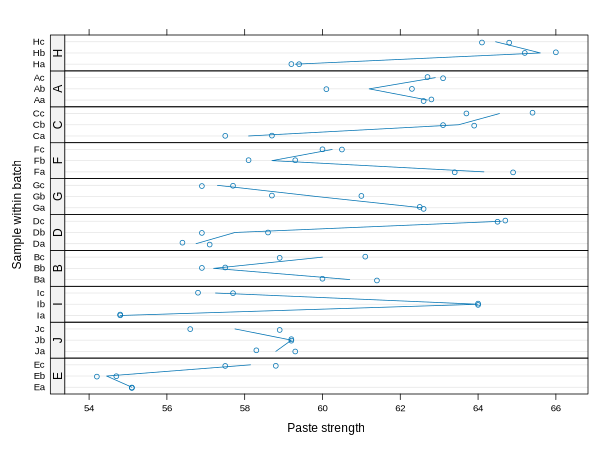 Hc
Hb
Ha
H
Ac
Ab
Aa
A
Cc
Cb
Ca
C
Fc
Fb
Fa
F
Gc
Gb
Ga
G
Dc
Db
Da
D
Bc
Bb
Ba
B
Ic
Ib
Ia
I
Jc
Jb
Ja
J
Ec
Eb
Ea
E
Sample within batch
54 56 58 60 62 64 66
Paste strength